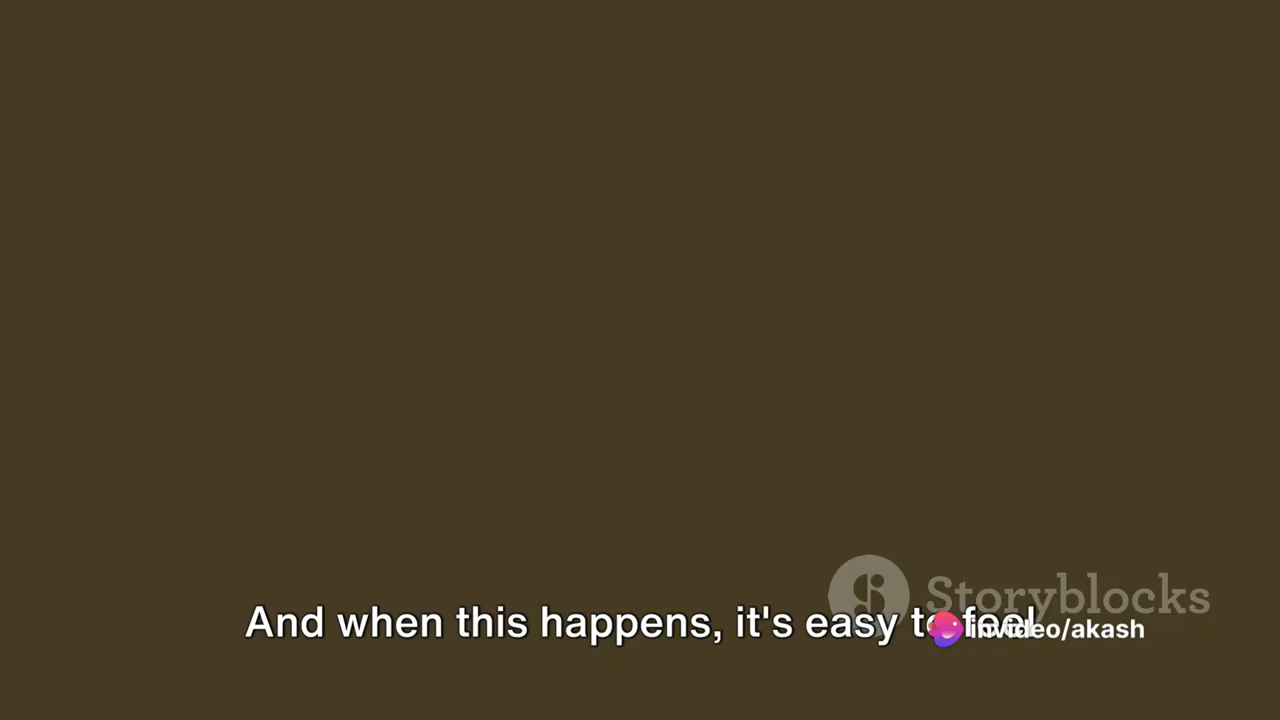 Storyblocks
And when this happens, it's easy to feel
invideo/akash